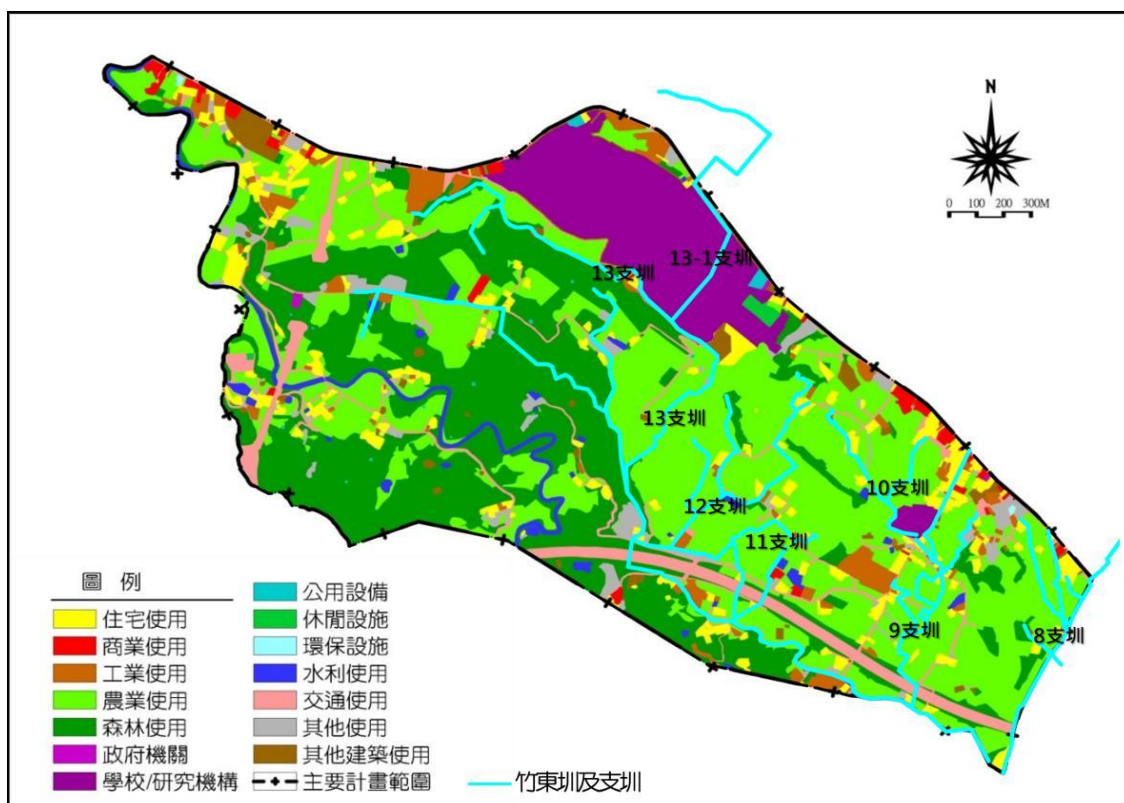 N
0 100 200 300M
13-1支圳
13支圳
13支圳
10支圳
12支圳
11支圳
9支圳
8支圳
圖 例
住宅使用
商業使用
工業使用
農業使用
森林使用
政府機關
學校/研究機構
公用設備
休閒設施
環保設施
水利使用
交通使用
其他使用
其他建築使用
主要計畫範圍
竹東圳及支圳